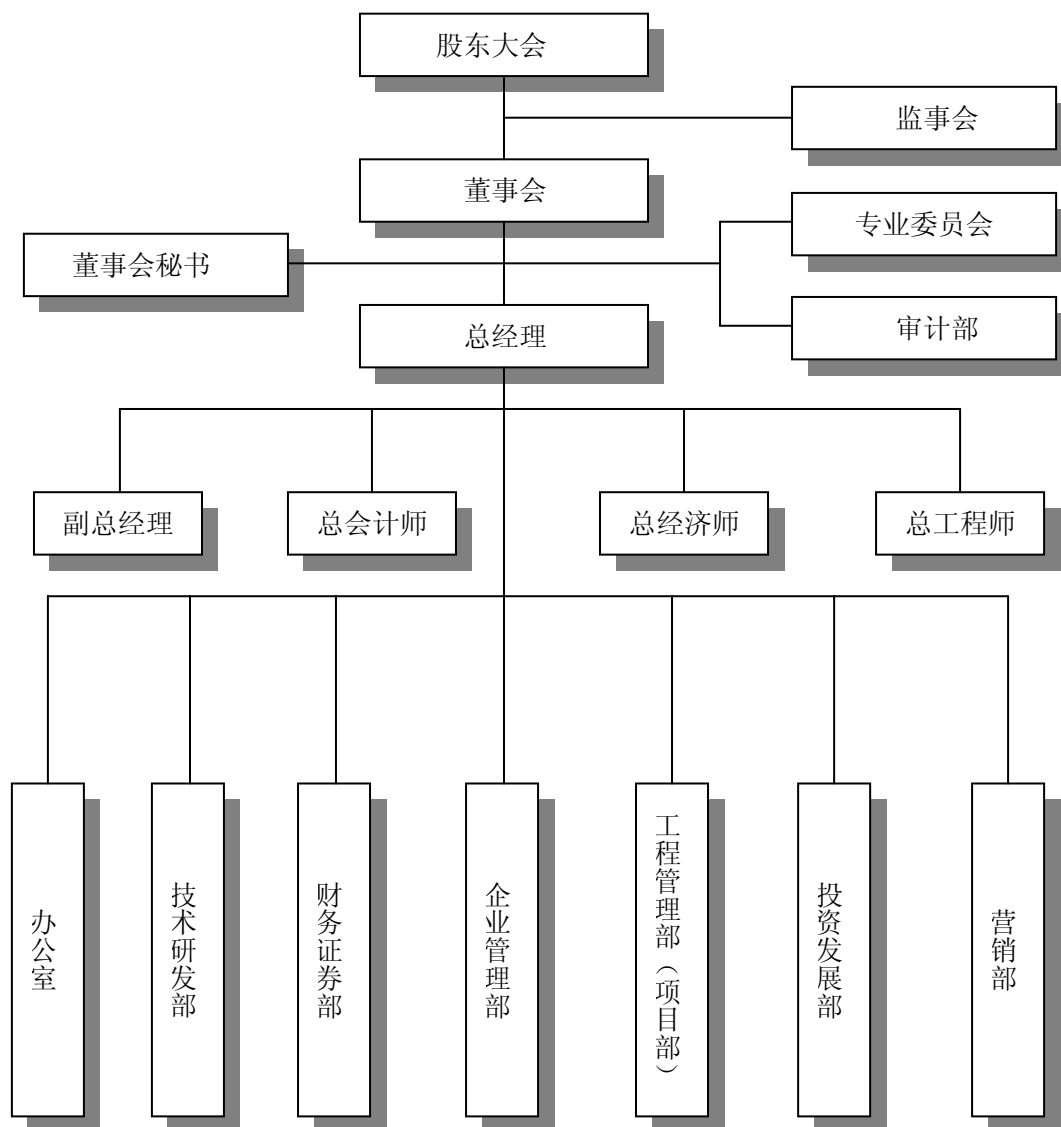 股东大会
监事会
董事会
专业委员会
董事会秘书
审计部
总经理
副总经理
总会计师
总经济师
总工程师
办公室
技术研发部
财务证券部
企业管理部
工程管理部（项目部）
投资发展部
营销部